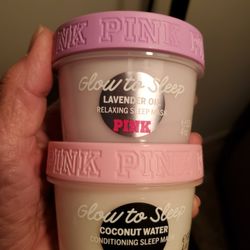 PINK PINK
Glow to Sleep
LAVENDER OIL
RELAXING SLEEP MASK
PINK
PINK PINK
Glow to Sleep
COCONUT WATER
CONDITIONING SLEEP